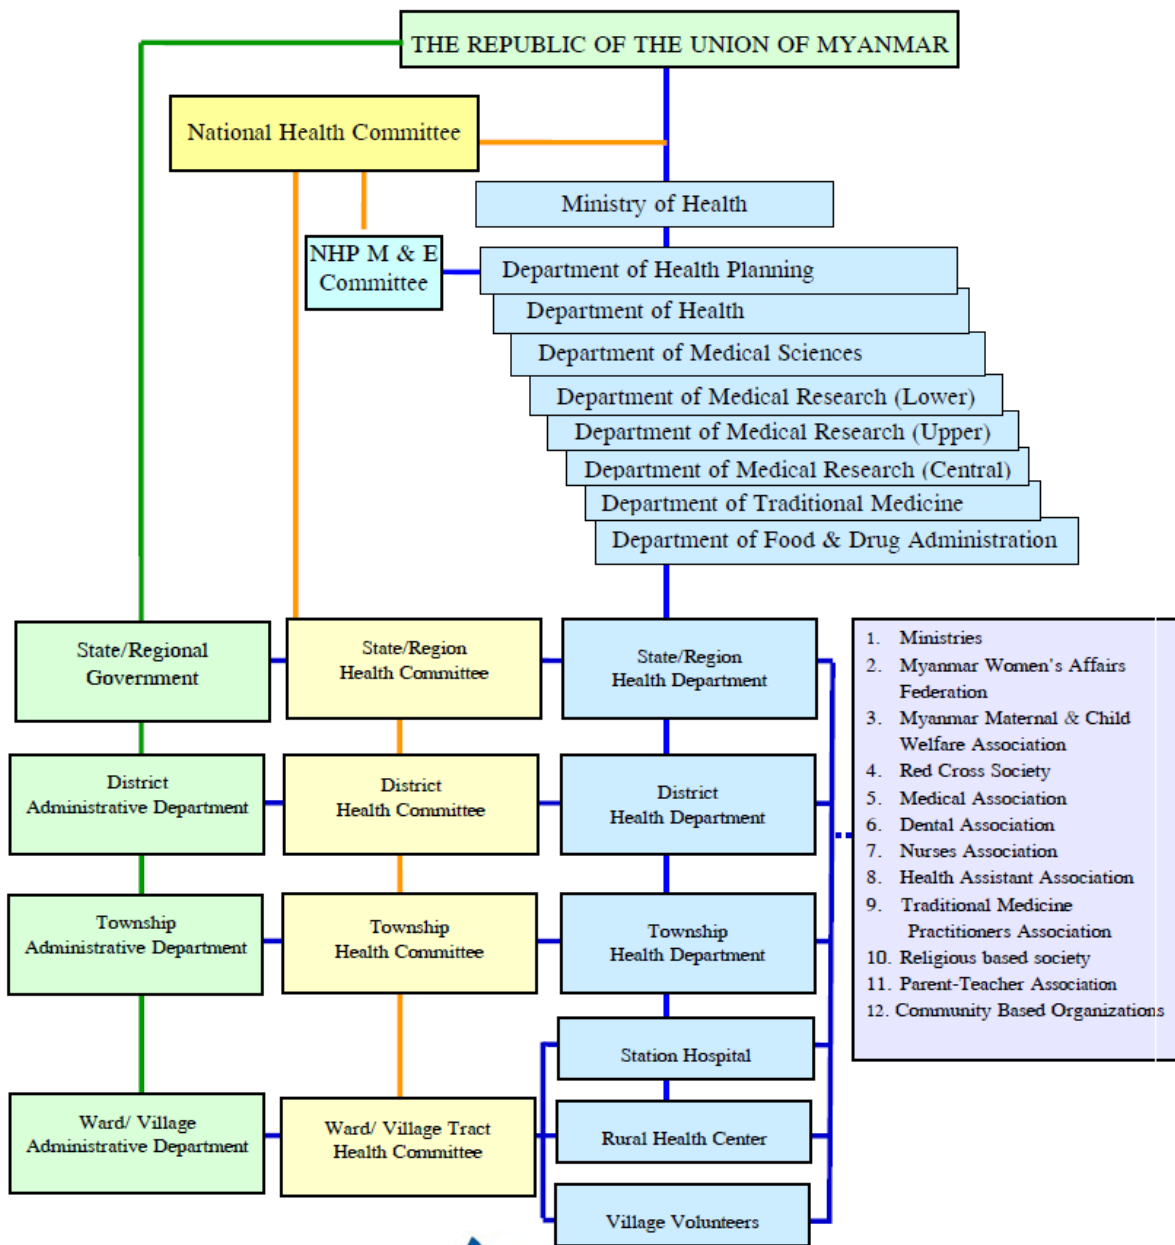 THE REPUBLIC OF THE UNION OF MYANMAR
National Health Committee
Ministry of Health
NHP M & E
Committee
Department of Health Planning
Department of Health
Department of Medical Sciences
Department of Medical Research (Lower)
Department of Medical Research (Upper)
Department of Medical Research (Central)
Department of Traditional Medicine
Department of Food & Drug Administration
State/Regional
Government
State/Region
Health Committee
State/Region
Health Department
District
Administrative Department
District
Health Committee
District
Health Department
Township
Administrative Department
Township
Health Committee
Township
Health Department
Station Hospital
Ward/ Village
Administrative Department
Ward/ Village Tract
Health Committee
Rural Health Center
Village Volunteers
1. Ministries
2. Myanmar Women's Affairs
Federation
3. Myanmar Maternal & Child
Welfare Association
4. Red Cross Society
5. Medical Association
6. Dental Association
7. Nurses Association
8. Health Assistant Association
9. Traditional Medicine
Practitioners Association
10. Religious based society
11. Parent-Teacher Association
12. Community Based Organizations